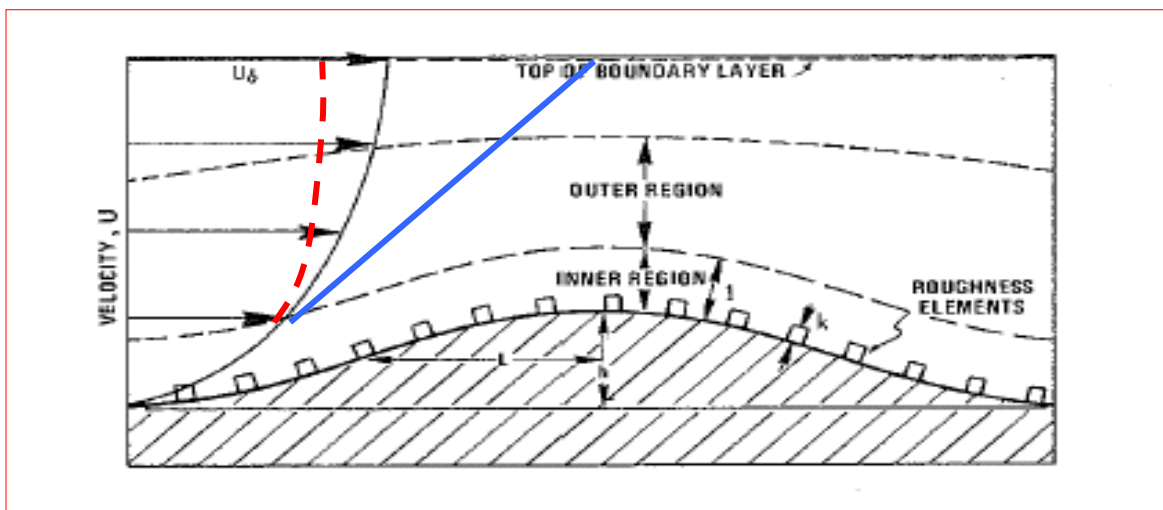 Uδ
TOP OF BOUNDARY LAYER
OUTER REGION
VELOCITY, U
INNER REGION
l
ROUGHNESS
ELEMENTS
k
L
h